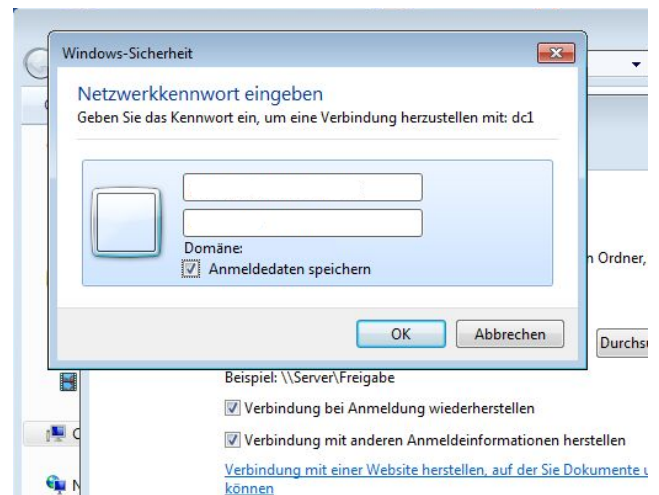 Windows-Sicherheit
Netzwerkkennwort eingeben
Geben Sie das Kennwort ein, um eine Verbindung herzustellen mit: dc1
Domäne:
Anmeldedaten speichern
n Ordner,
OK
Abbrechen
Durchsu
Beispiel: \\Server\Freigabe
Verbindung bei Anmeldung wiederherstellen
C
Verbindung mit anderen Anmeldeinformationen herstellen
Verbindung mit einer Website herstellen, auf der Sie Dokumente u
N
können